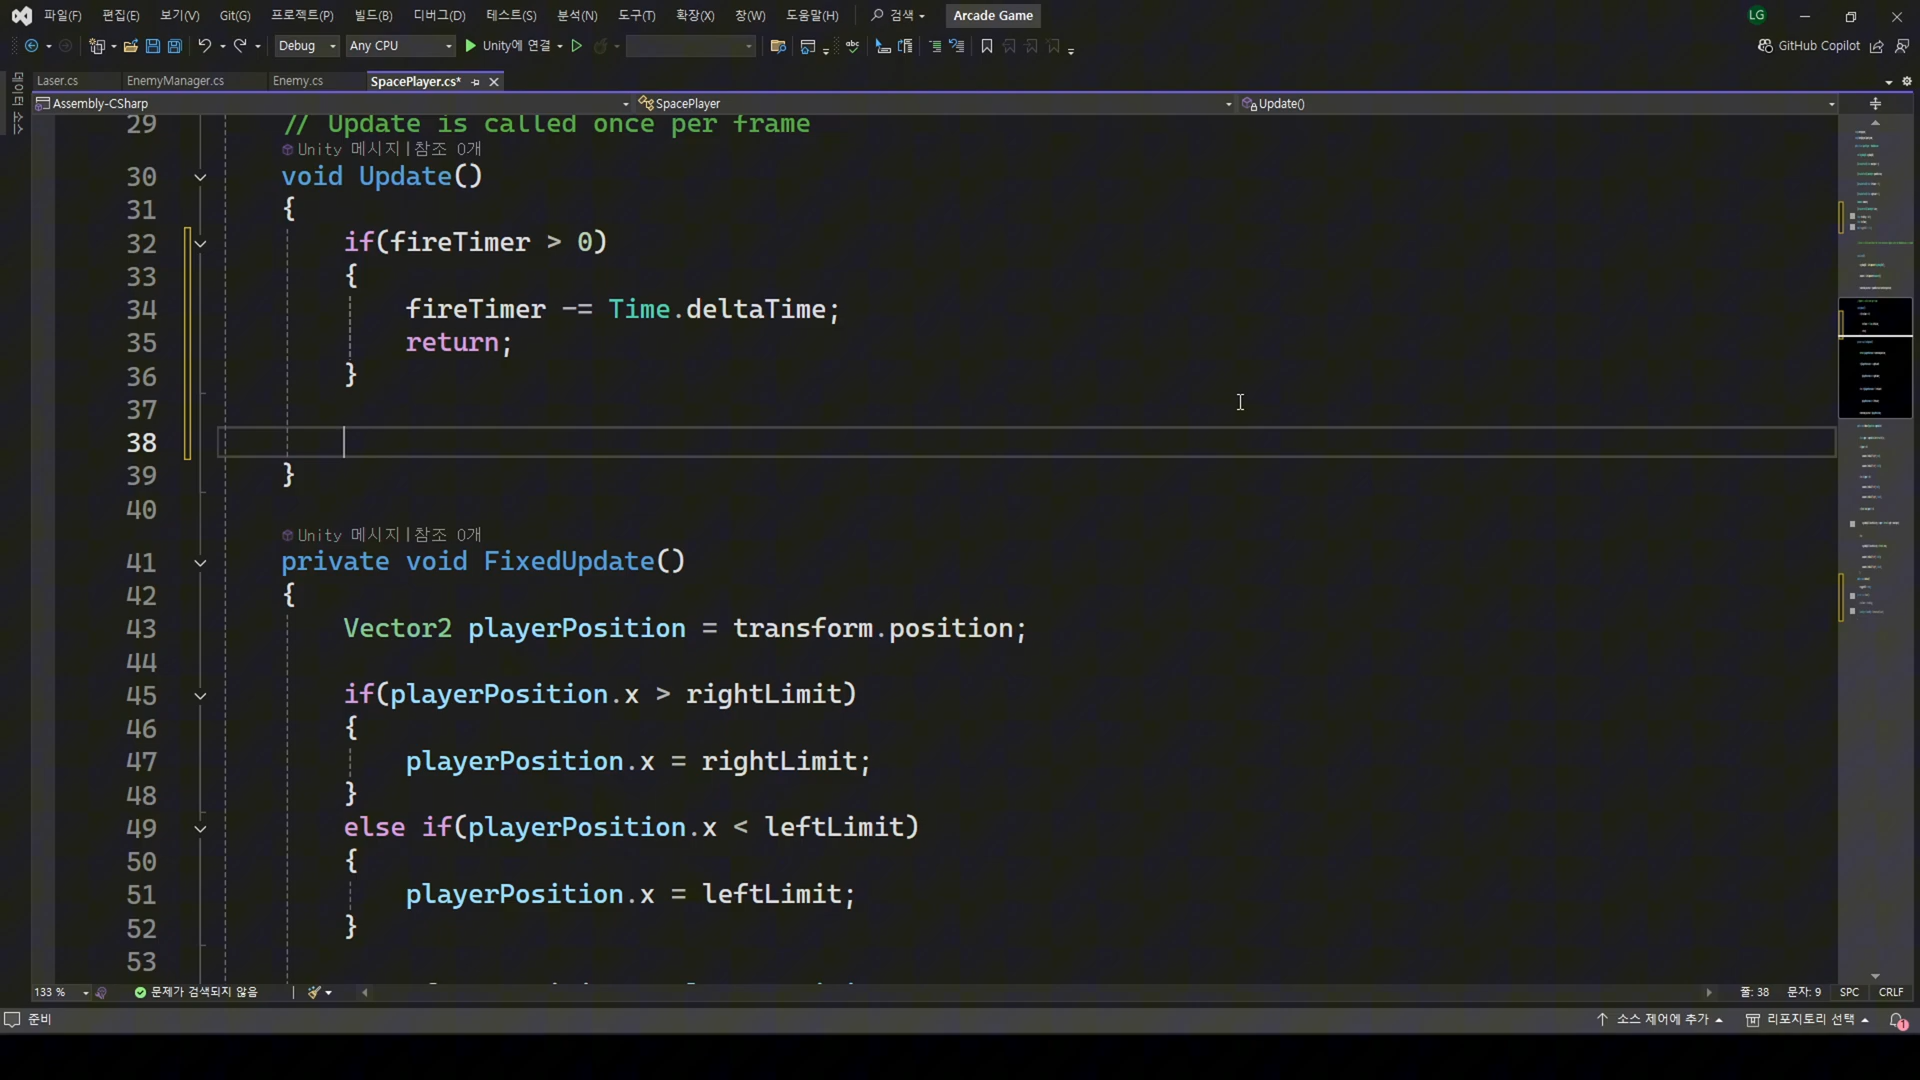 파일(F) 편집(E) 보기(V) Git(G) 프로젝트(P) 빌드(B) 디버그(D) 테스트(S) 분석(N) 도구(T) 확장(X) 창(W) 도움말(H) 검색 Arcade Game LG
Debug Any CPU Unity에 연결 GitHub Copilot
데이터 소스
Laser.cs EnemyManager.cs Enemy.cs SpacePlayer.cs*
Assembly-CSharp SpacePlayer Update()
29 // Update is called once per frame
Unity 메시지|참조 0개
30 void Update()
31 {
32 if(fireTimer > 0)
33 {
34 fireTimer -= Time.deltaTime;
35 return;
36 }
37
38
39 }
40
Unity 메시지|참조 0개
41 private void FixedUpdate()
42 {
43 Vector2 playerPosition = transform.position;
44
45 if(playerPosition.x > rightLimit)
46 {
47 playerPosition.x = rightLimit;
48 }
49 else if(playerPosition.x < leftLimit)
50 {
51 playerPosition.x = leftLimit;
52 }
53
133 % 문제가 검색되지 않음 줄: 38 문자: 9 SPC CRLF
준비 소스 제어에 추가 리포지토리 선택 1